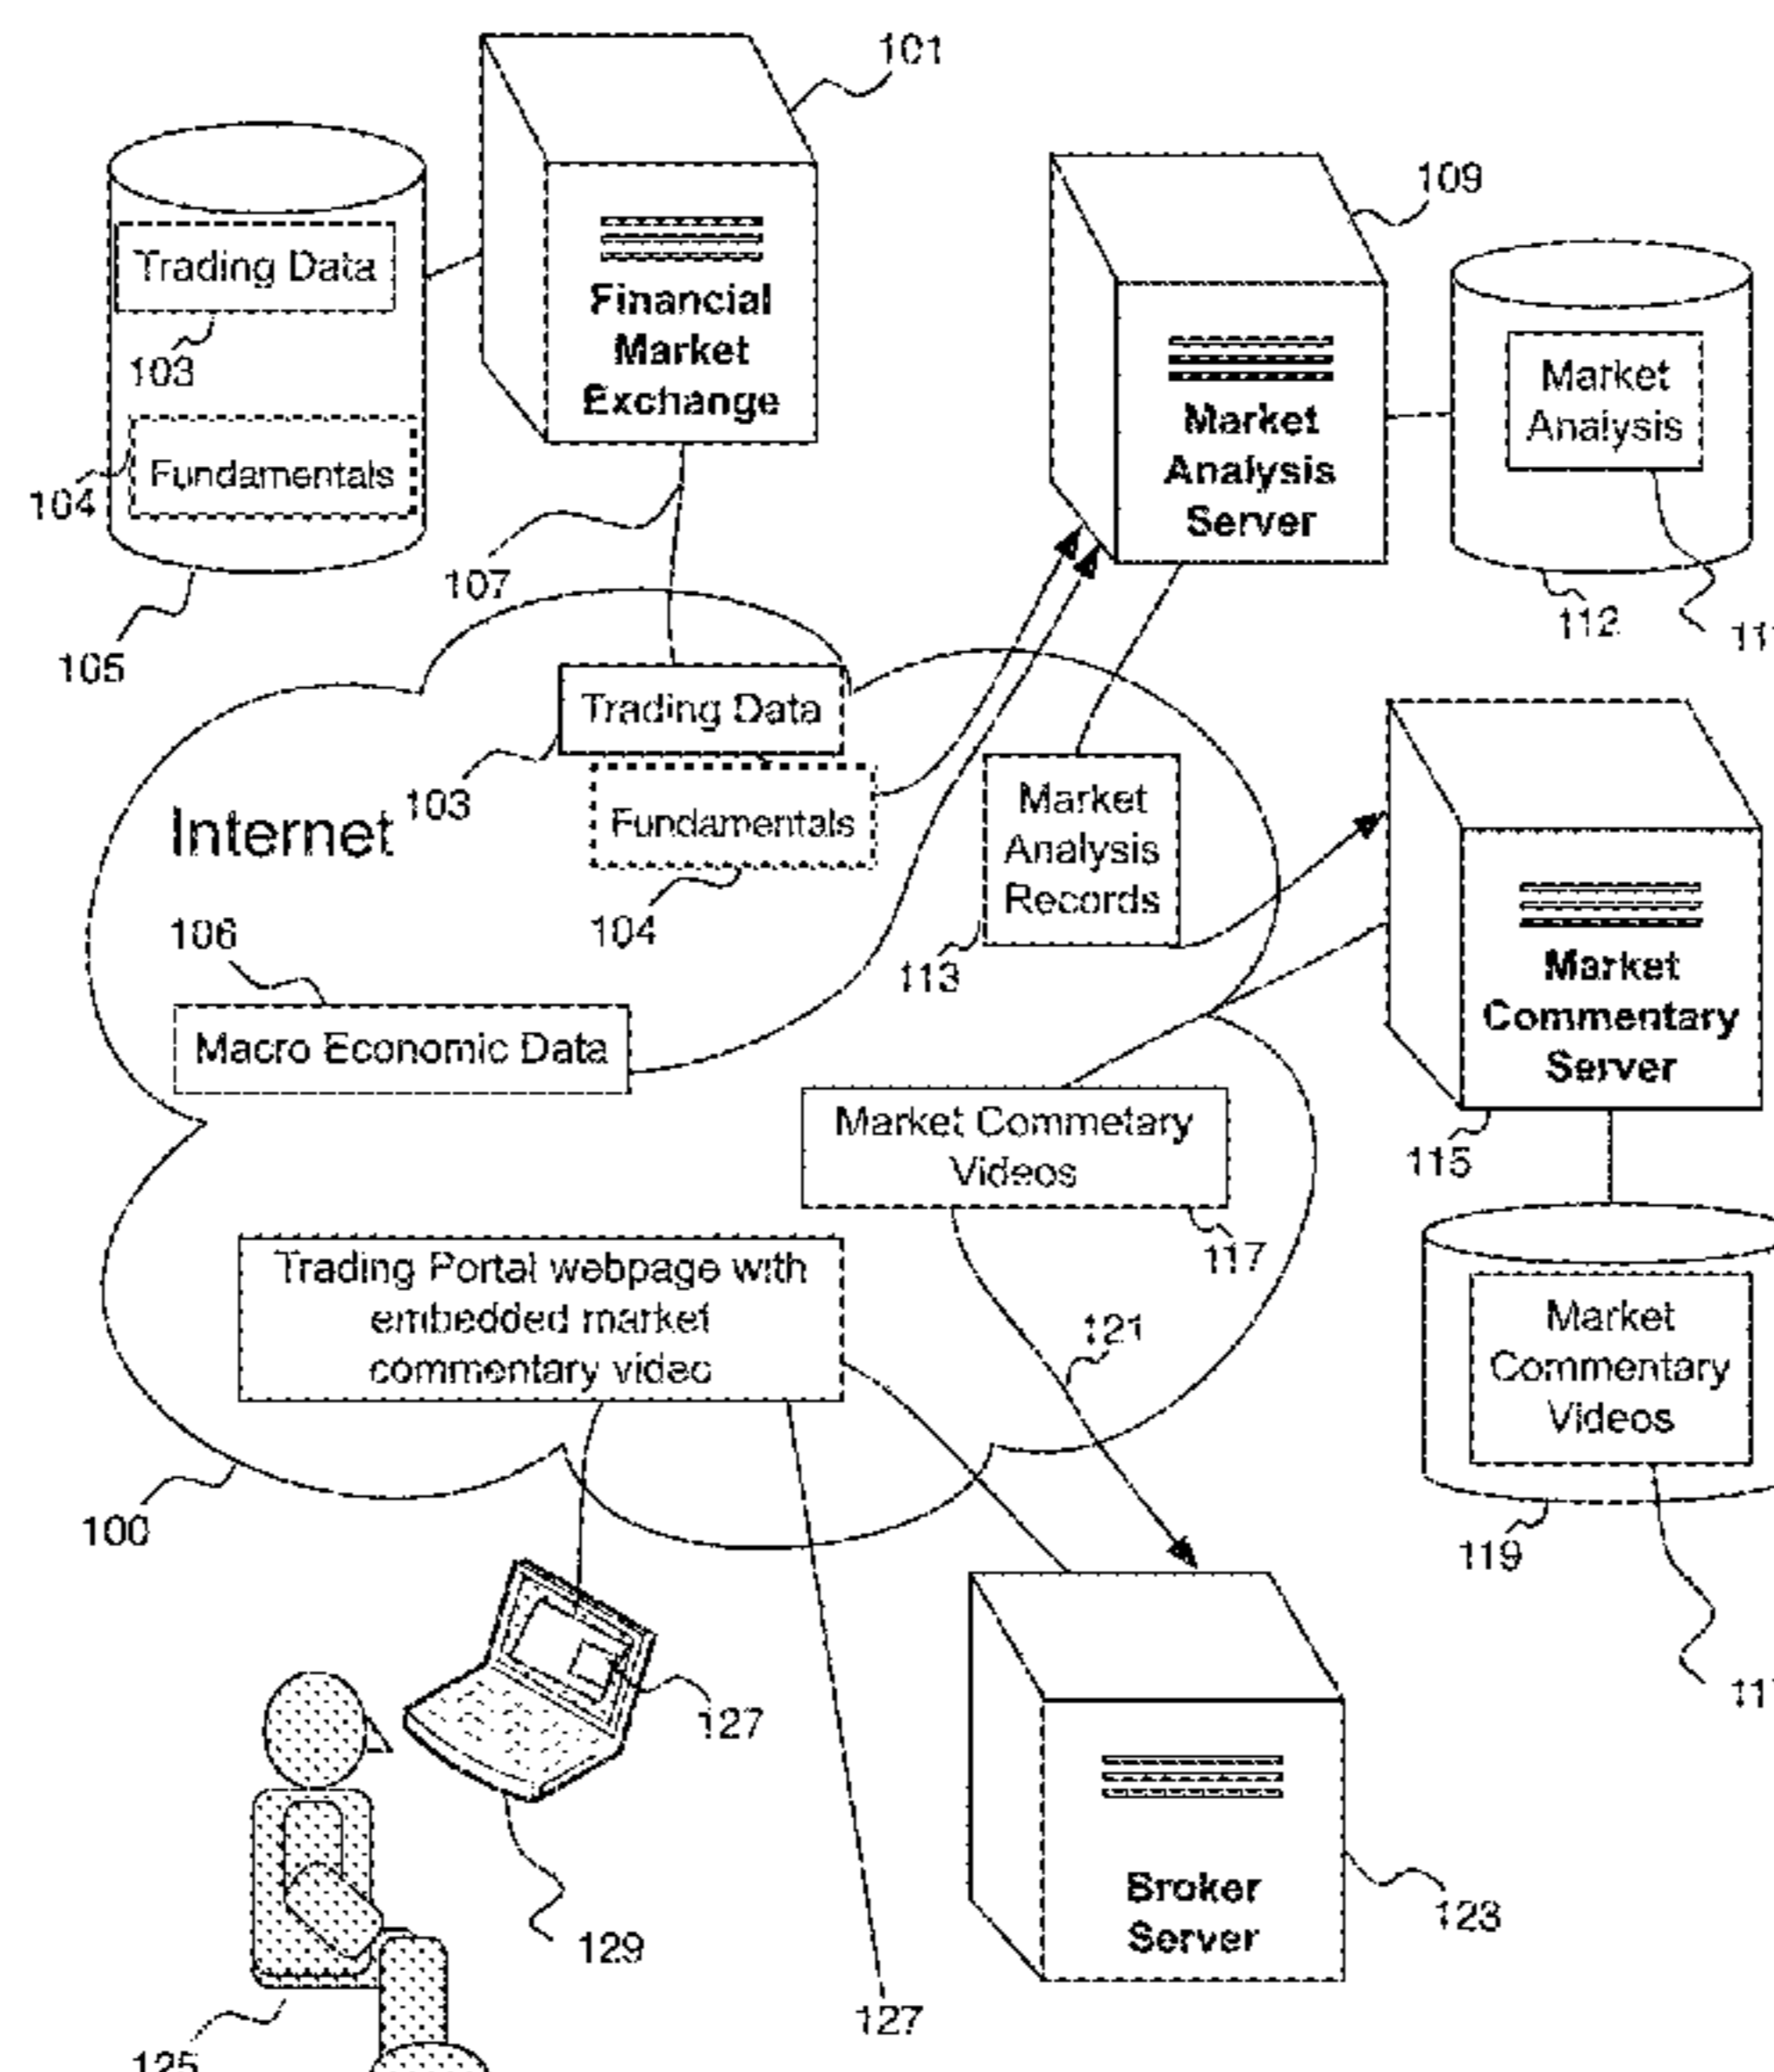 101
109
Trading Data
103
Fundamentals
104
105
Financial
Market
Exchange
107
Market
Analysis
Server
Market
Analysis
112
Trading Data
103
Fundamentals
104
Internet
106
Macro Economic Data
Market
Analysis
Records
113
Market
Commentary
Server
115
Market Commetary
Videos
117
Trading Portal webpage with
embedded market
commentary video
121
Market
Commentary
Videos
119
100
127
129
125
127
Broker
Server
123